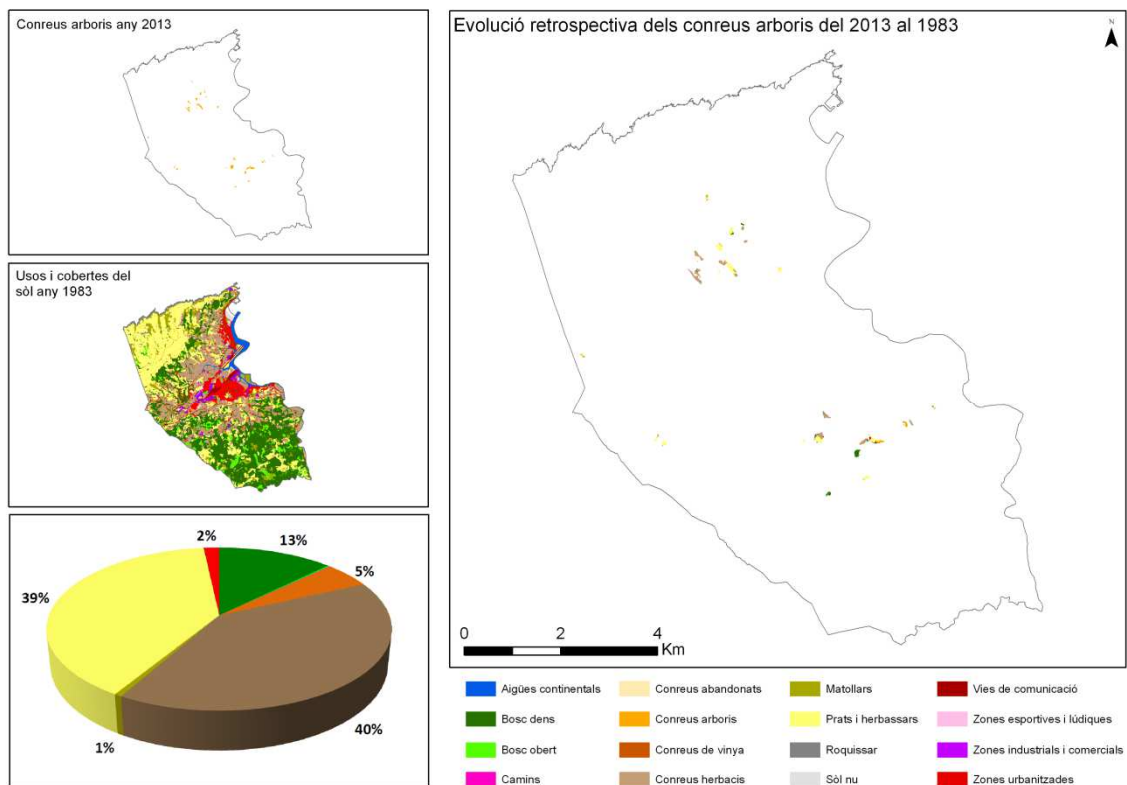 Conreus arboris any 2013
Usos i cobertes del
sòl any 1983
2%
13%
5%
39%
40%
1%
Evolució retrospectiva dels conreus arboris del 2013 al 1983
N
0 2 4
Km
Aigües continentals
Bosc dens
Bosc obert
Camins
Conreus abandonats
Conreus arboris
Conreus de vinya
Conreus herbacis
Matollars
Prats i herbassars
Roquissar
Sòl nu
Vies de comunicació
Zones esportives i lúdiques
Zones industrials i comercials
Zones urbanitzades